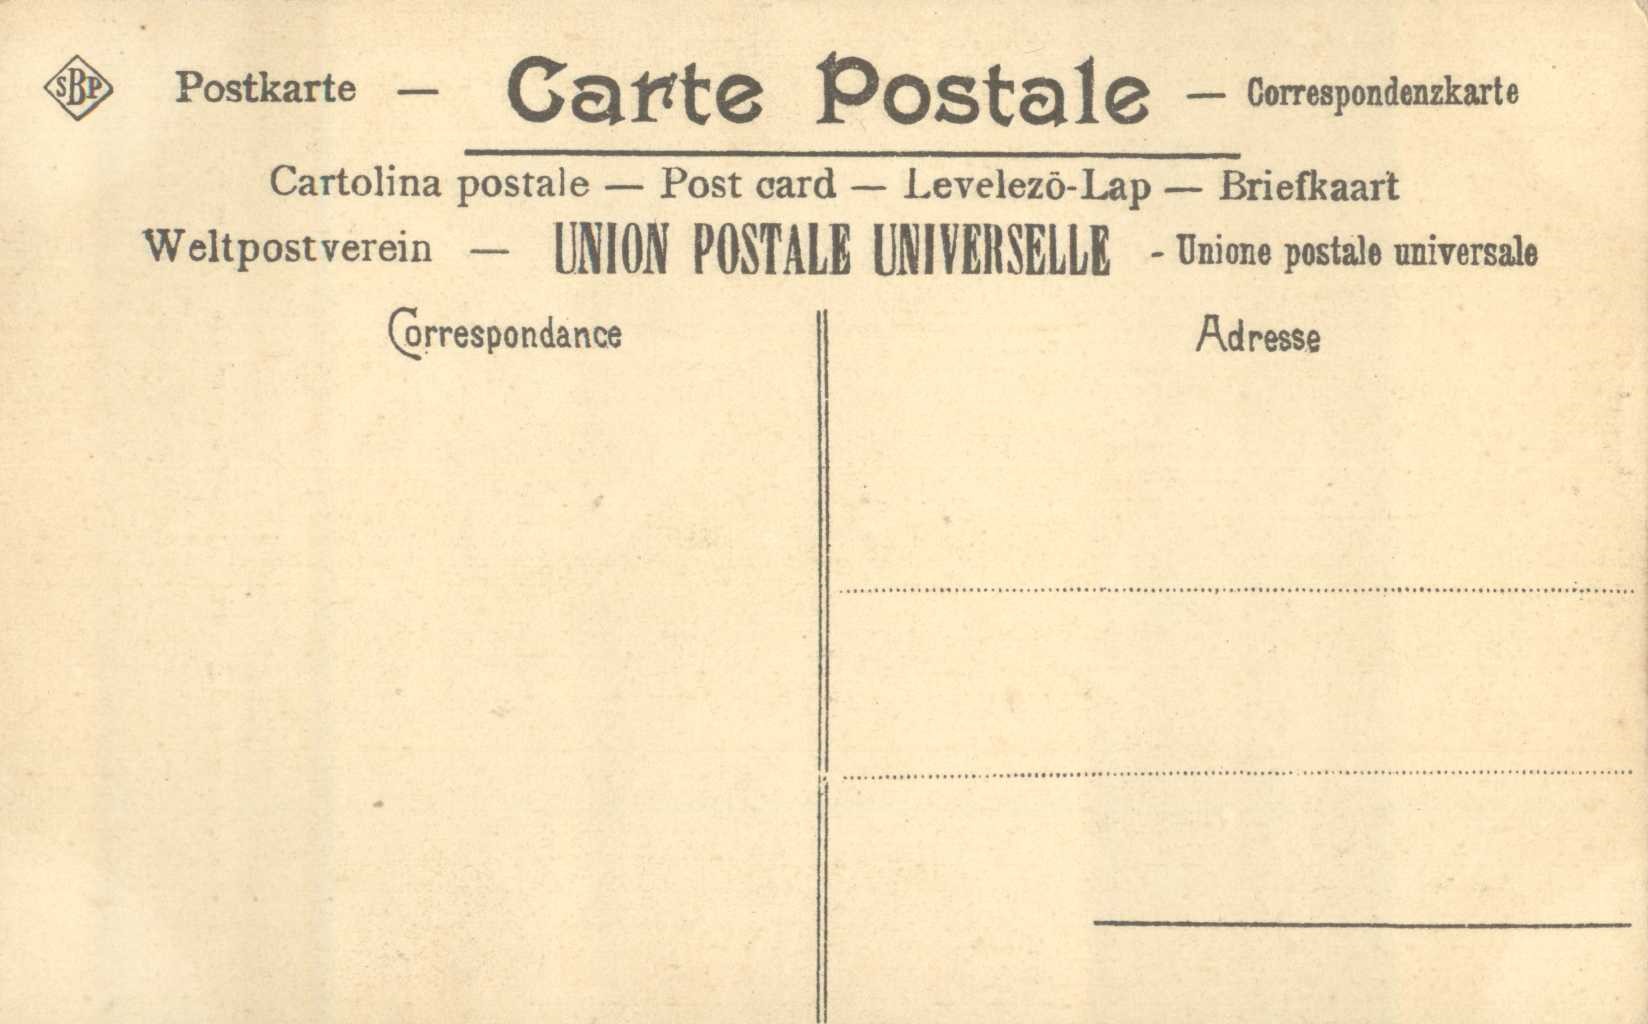 SBP Postkarte — Carte Postale — Correspondenzkarte
Cartolina postale — Post card — Levelezō-Lap — Briefkaart
Weltpostverein — UNION POSTALE UNIVERSELLE - Unione postale universale
Correspondance
Adresse